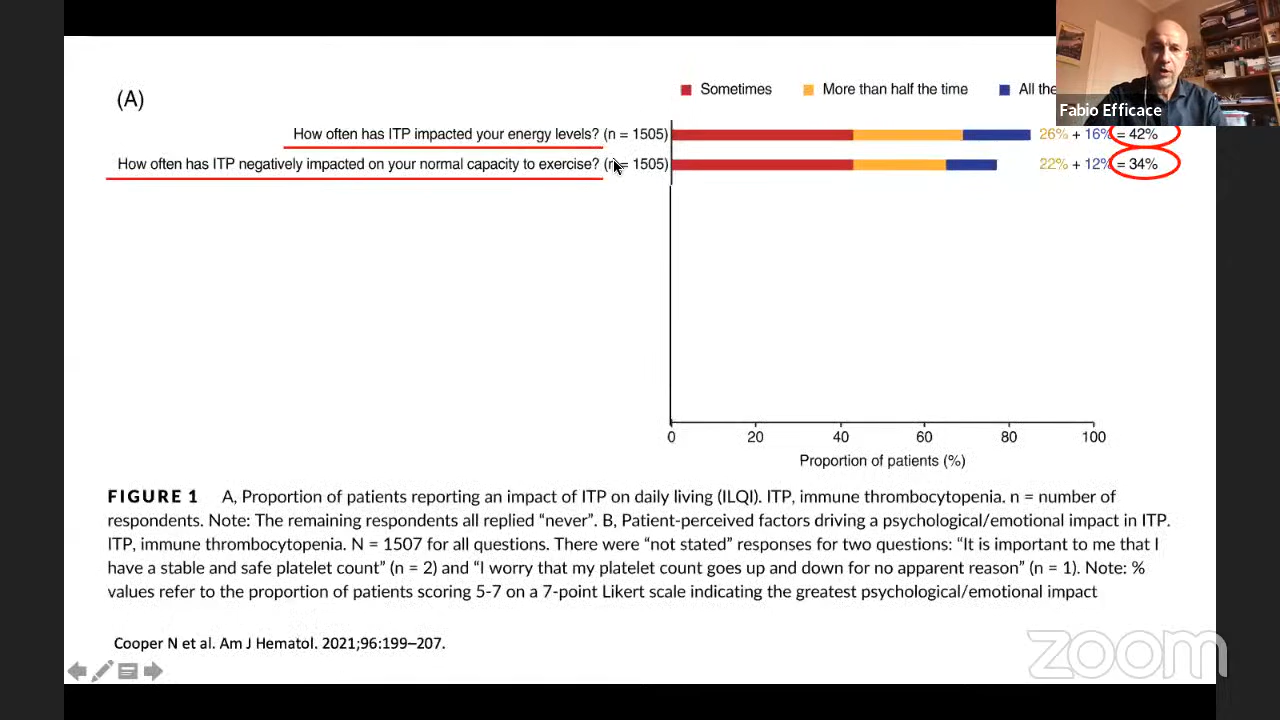 (A)
Sometimes More than half the time All the
Fabio Efficace
How often has ITP impacted your energy levels? (n = 1505) 26% + 16% = 42%
How often has ITP negatively impacted on your normal capacity to exercise? (n = 1505) 22% + 12% = 34%
0 20 40 60 80 100
Proportion of patients (%)
FIGURE 1 A, Proportion of patients reporting an impact of ITP on daily living (ILQI). ITP, immune thrombocytopenia. n = number of
respondents. Note: The remaining respondents all replied “never”. B, Patient-perceived factors driving a psychological/emotional impact in ITP.
ITP, immune thrombocytopenia. N = 1507 for all questions. There were “not stated” responses for two questions: “It is important to me that I
have a stable and safe platelet count” (n = 2) and “I worry that my platelet count goes up and down for no apparent reason” (n = 1). Note: %
values refer to the proportion of patients scoring 5-7 on a 7-point Likert scale indicating the greatest psychological/emotional impact
Cooper N et al. Am J Hematol. 2021;96:199–207.
zoom